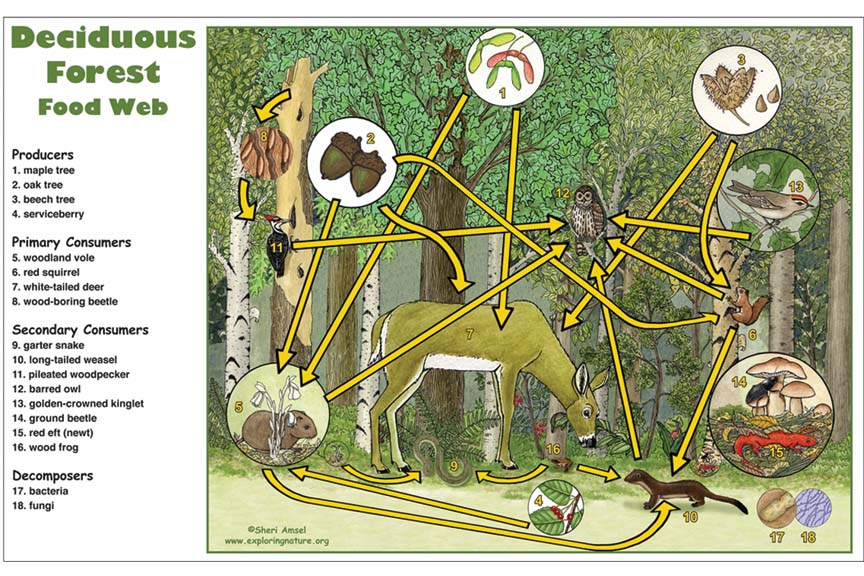 Deciduous
Forest
Food Web
Producers
1. maple tree
2. oak tree
3. beech tree
4. serviceberry
Primary Consumers
5. woodland vole
6. red squirrel
7. white-tailed deer
8. wood-boring beetle
Secondary Consumers
9. garter snake
10. long-tailed weasel
11. pileated woodpecker
12. barred owl
13. golden-crowned kinglet
14. ground beetle
15. red eft (newt)
16. wood frog
Decomposers
17. bacteria
18. fungi
1
2
3
8
12
13
11
7
6
5
14
15
9
16
4
10
17
18
©Sheri Amsel
www.exploringnature.org